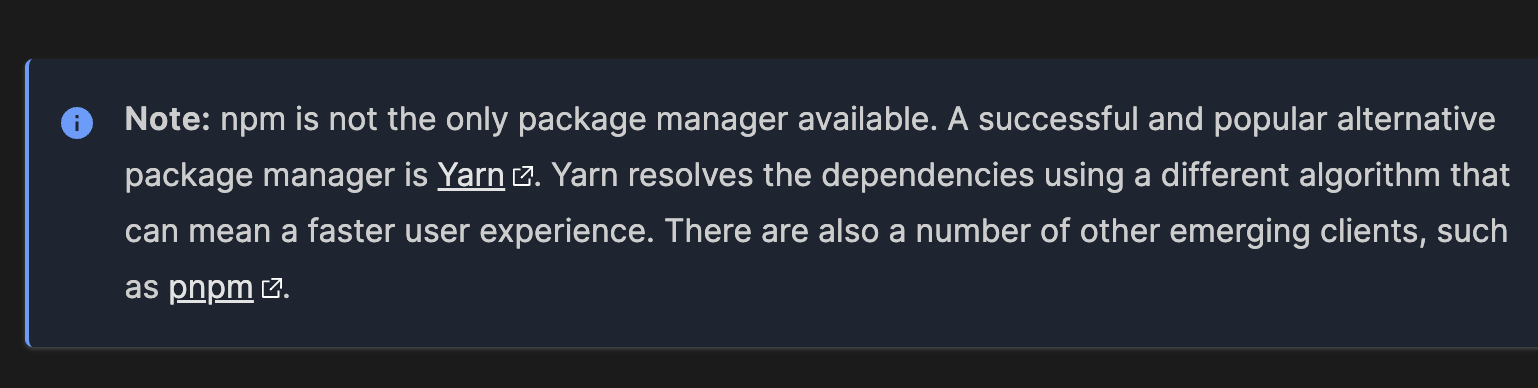 Note: npm is not the only package manager available. A successful and popular alternative
package manager is Yarn. Yarn resolves the dependencies using a different algorithm that
can mean a faster user experience. There are also a number of other emerging clients, such
as pnpm.